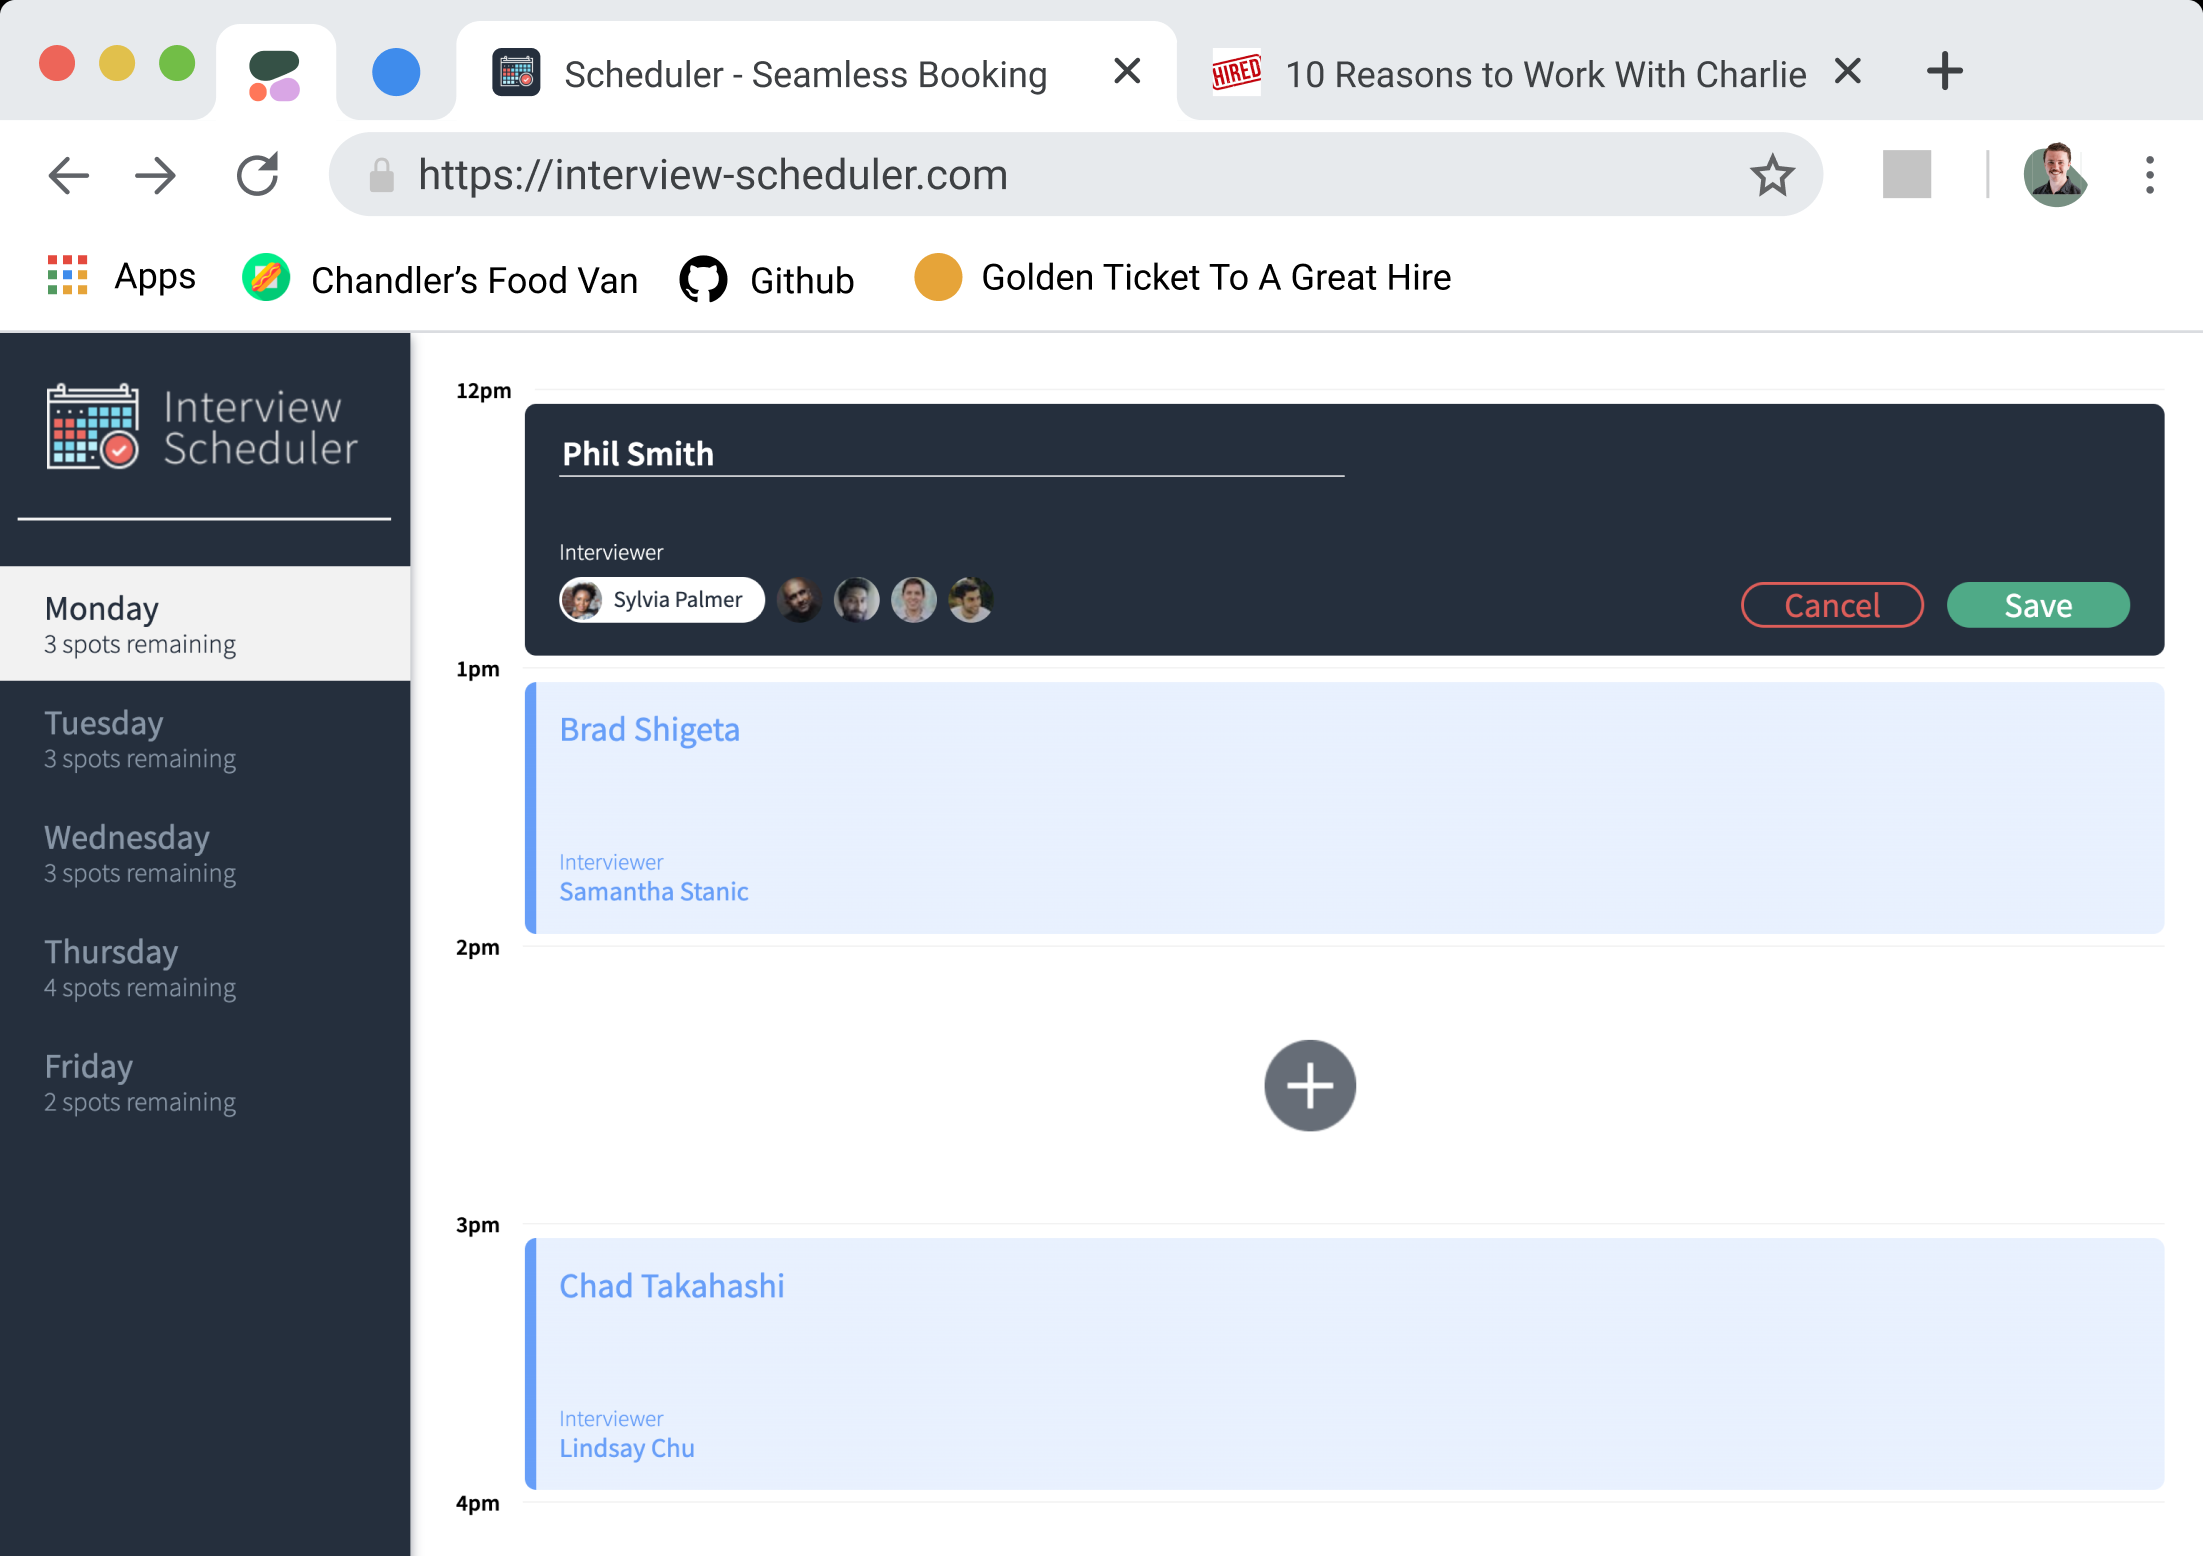 Scheduler - Seamless Booking
HIRED
10 Reasons to Work With Charlie
https://interview-scheduler.com
Apps
Chandler’s Food Van
Github
Golden Ticket To A Great Hire
Interview
Scheduler
Monday
3 spots remaining
Tuesday
3 spots remaining
Wednesday
3 spots remaining
Thursday
4 spots remaining
Friday
2 spots remaining
12pm
Phil Smith
Interviewer
Sylvia Palmer
Cancel
Save
1pm
Brad Shigeta
Interviewer
Samantha Stanic
2pm
3pm
Chad Takahashi
Interviewer
Lindsay Chu
4pm